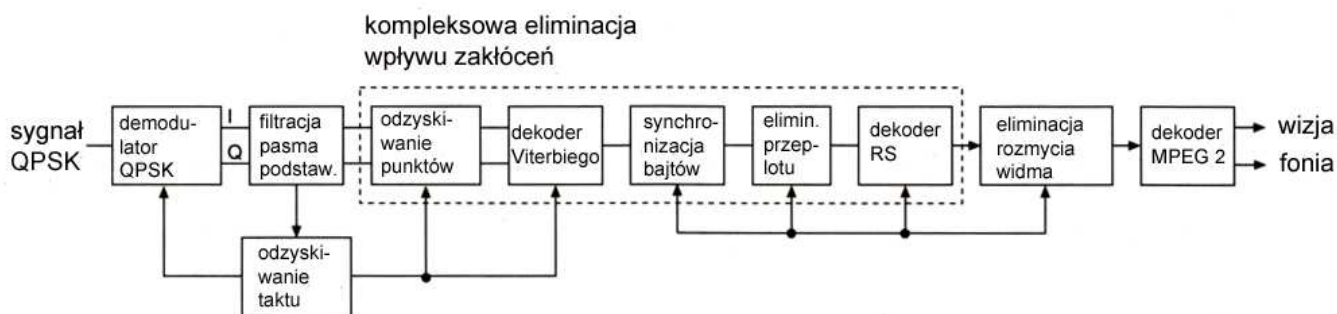 kompleksowa eliminacja
wpływu zakłóceń
sygnał
QPSK
demodu-
lator
QPSK
I
Q
filtracja
pasma
podstaw.
odzyski-
wanie
punktów
dekoder
Viterbiego
synchro-
nizacja
bajtów
elimin.
przep-
lotu
dekoder
RS
eliminacja
rozmycia
widma
dekoder
MPEG 2
wizja
fonia
odzyski-
wanie
taktu